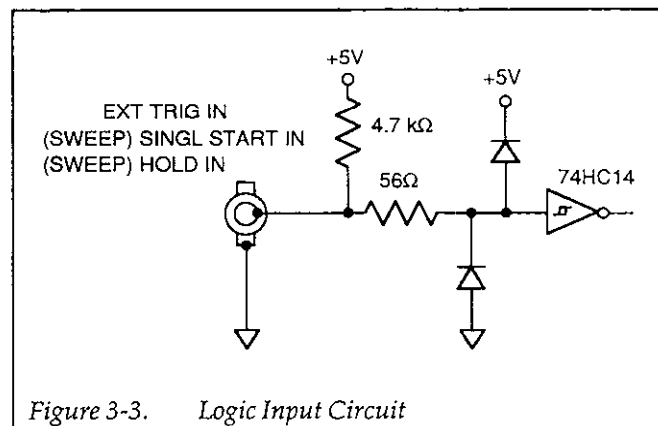 +5V
+5V
EXT TRIG IN
(SWEEP) SINGL START IN
(SWEEP) HOLD IN
4.7 kΩ
56Ω
74HC14
Figure 3-3. Logic Input Circuit